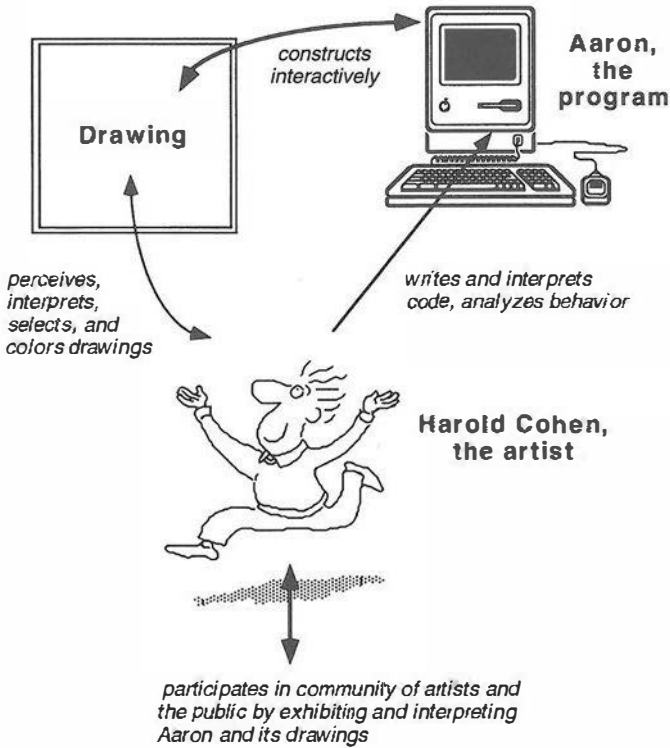 constructs
interactively
Aaron,
the
program
Drawing
perceives,
interprets,
selects, and
colors drawings
writes and interprets
code, analyzes behavior
Harold Cohen,
the artist
participates in community of artists and
the public by exhibiting and interpreting
Aaron and its drawings